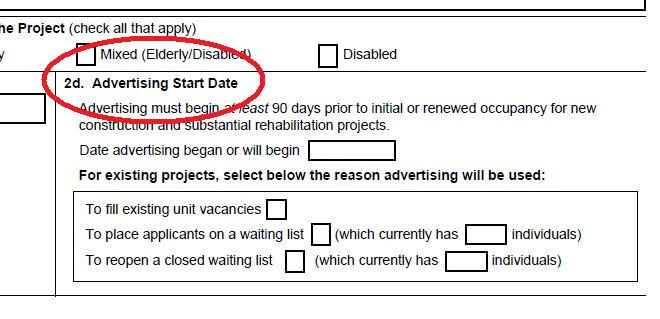 he Project (check all that apply)
y Mixed (Elderly/Disabled) Disabled
2d. Advertising Start Date
Advertising must begin at least 90 days prior to initial or renewed occupancy for new
construction and substantial rehabilitation projects.
Date advertising began or will begin
For existing projects, select below the reason advertising will be used:
To fill existing unit vacancies
To place applicants on a waiting list (which currently has individuals)
To reopen a closed waiting list (which currently has individuals)